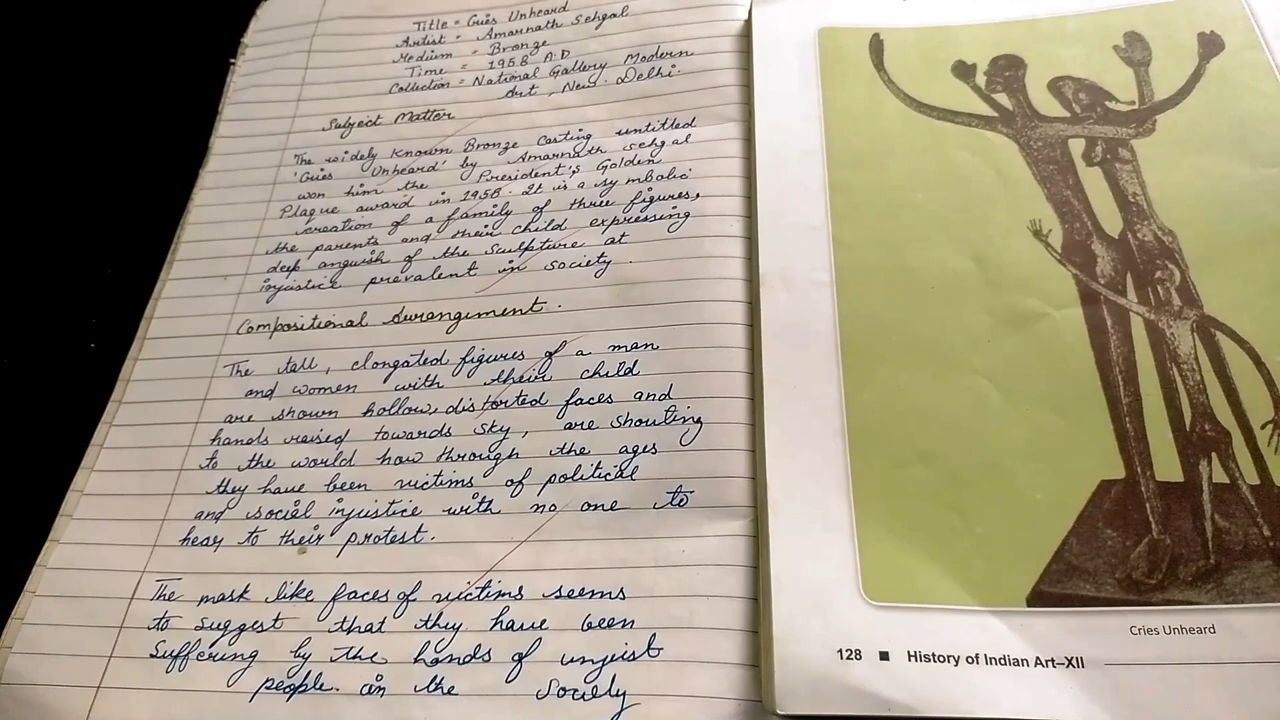 Title = Cries Unheard
Artist = Amarnath Sehgal
Medium = Bronze
Time = 1958 A.D
Collection = National Gallery Modern
Art, New Delhi.
Subject Matter
The widely known Bronze Casting untitled
'Cries Unheard' by Amarnath sehgal
won him the President's Golden
Plaque award in 1958. It is a symbolic
creation of a family of three figures,
the parents and their child expressing
deep anguish of the sculpture at
injustice prevalent in society.
Compositional Arrangement.
The tall, elongated figures of a man
and women with their child
are shown hollow, distorted faces and
hands raised towards sky, are shouting
to the world how through the ages
they have been victims of political
and social injustice with no one to
hear to their protest.
The mask like faces of victims seems
to suggest that they have been
suffering by the hands of unjust
people in the Society
Cries Unheard
128 ■ History of Indian Art–XII